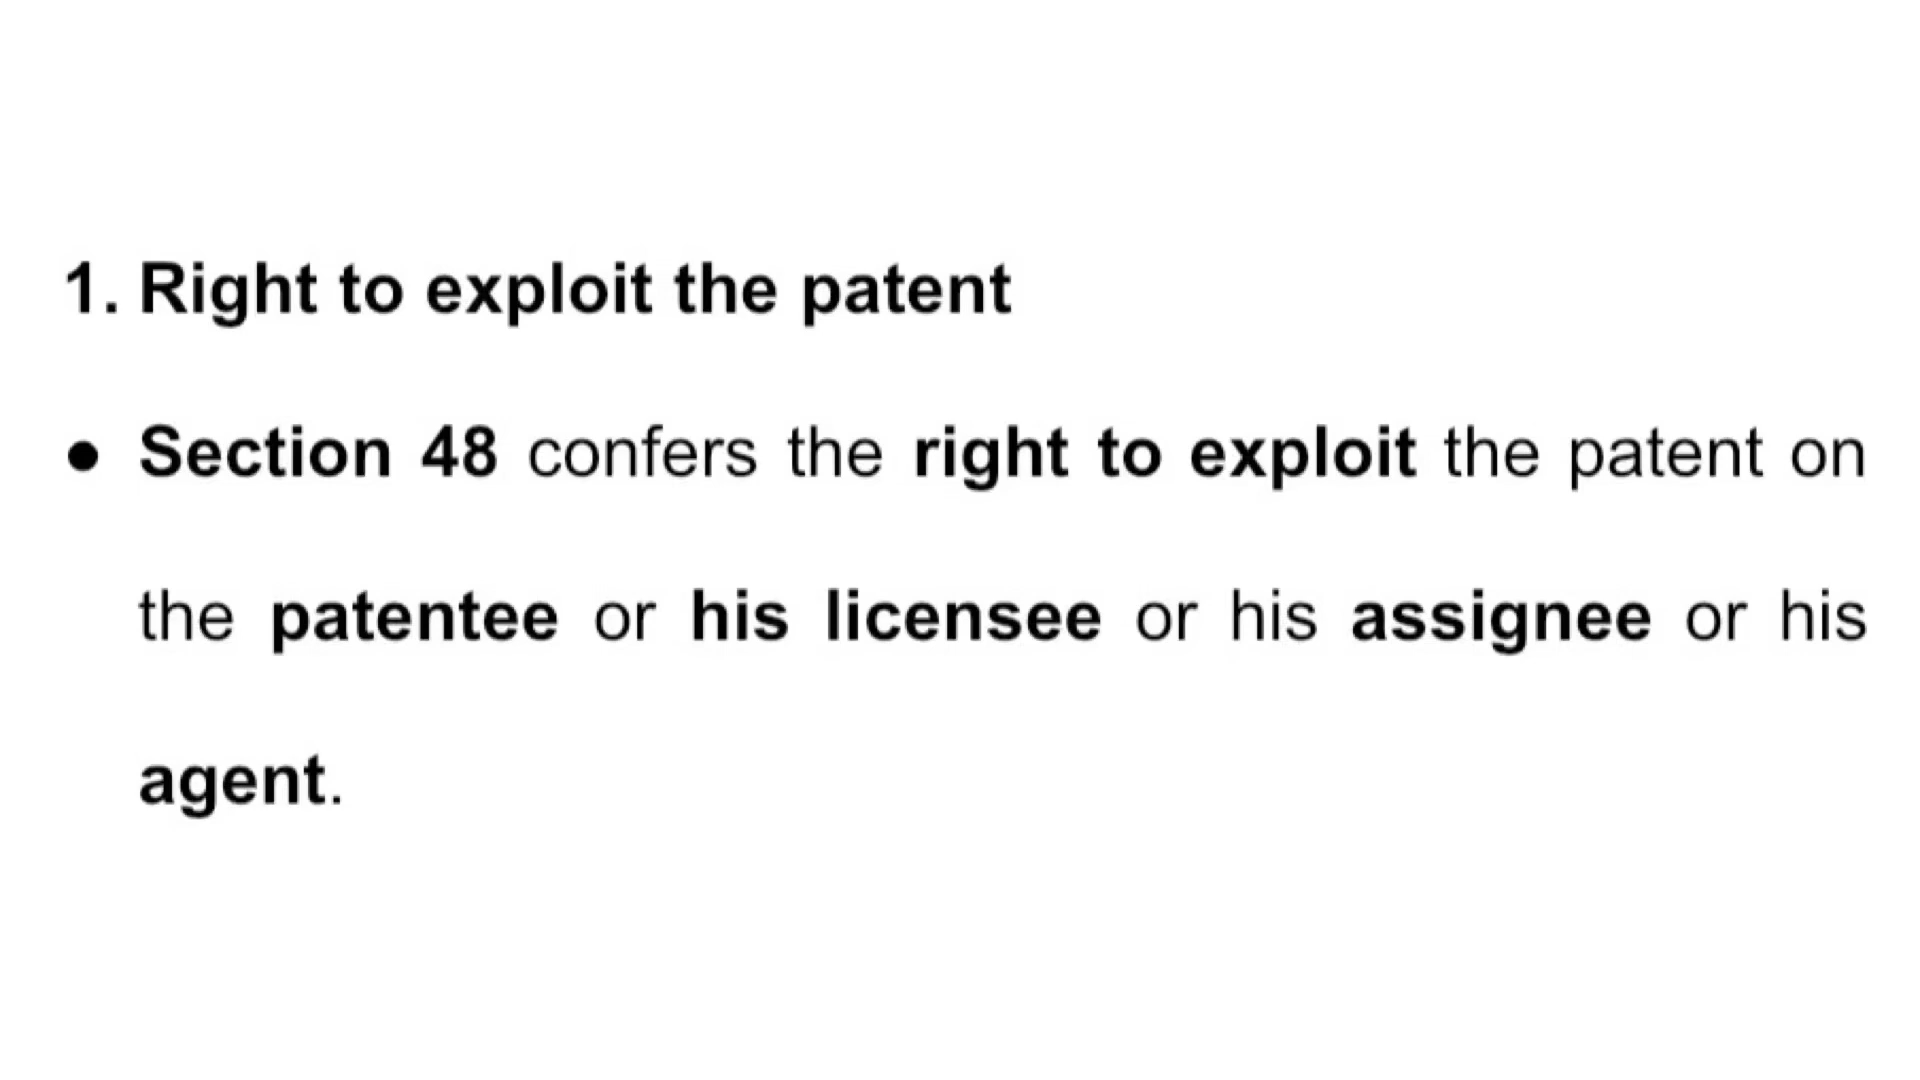 1. Right to exploit the patent
● Section 48 confers the right to exploit the patent on
the patentee or his licensee or his assignee or his
agent.